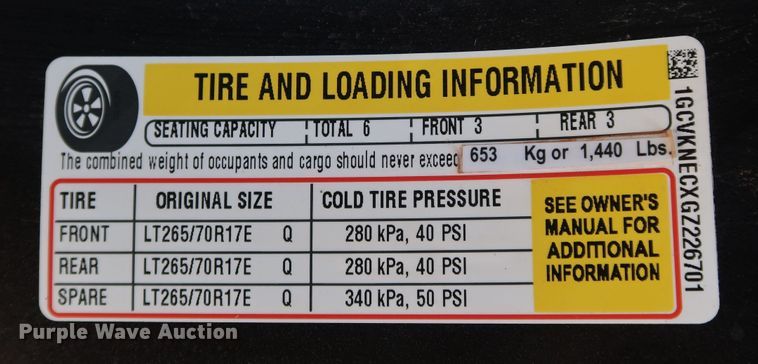 TIRE AND LOADING INFORMATION
SEATING CAPACITY TOTAL 6 FRONT 3 REAR 3
The combined weight of occupants and cargo should never exceed 653 Kg or 1,440 Lbs.
TIRE ORIGINAL SIZE COLD TIRE PRESSURE
FRONT LT265/70R17E Q 280 kPa, 40 PSI
REAR LT265/70R17E Q 280 kPa, 40 PSI
SPARE LT265/70R17E Q 340 kPa, 50 PSI
SEE OWNER'S
MANUAL FOR
ADDITIONAL
INFORMATION
1GCVKNECXGZ226701
Purple Wave Auction